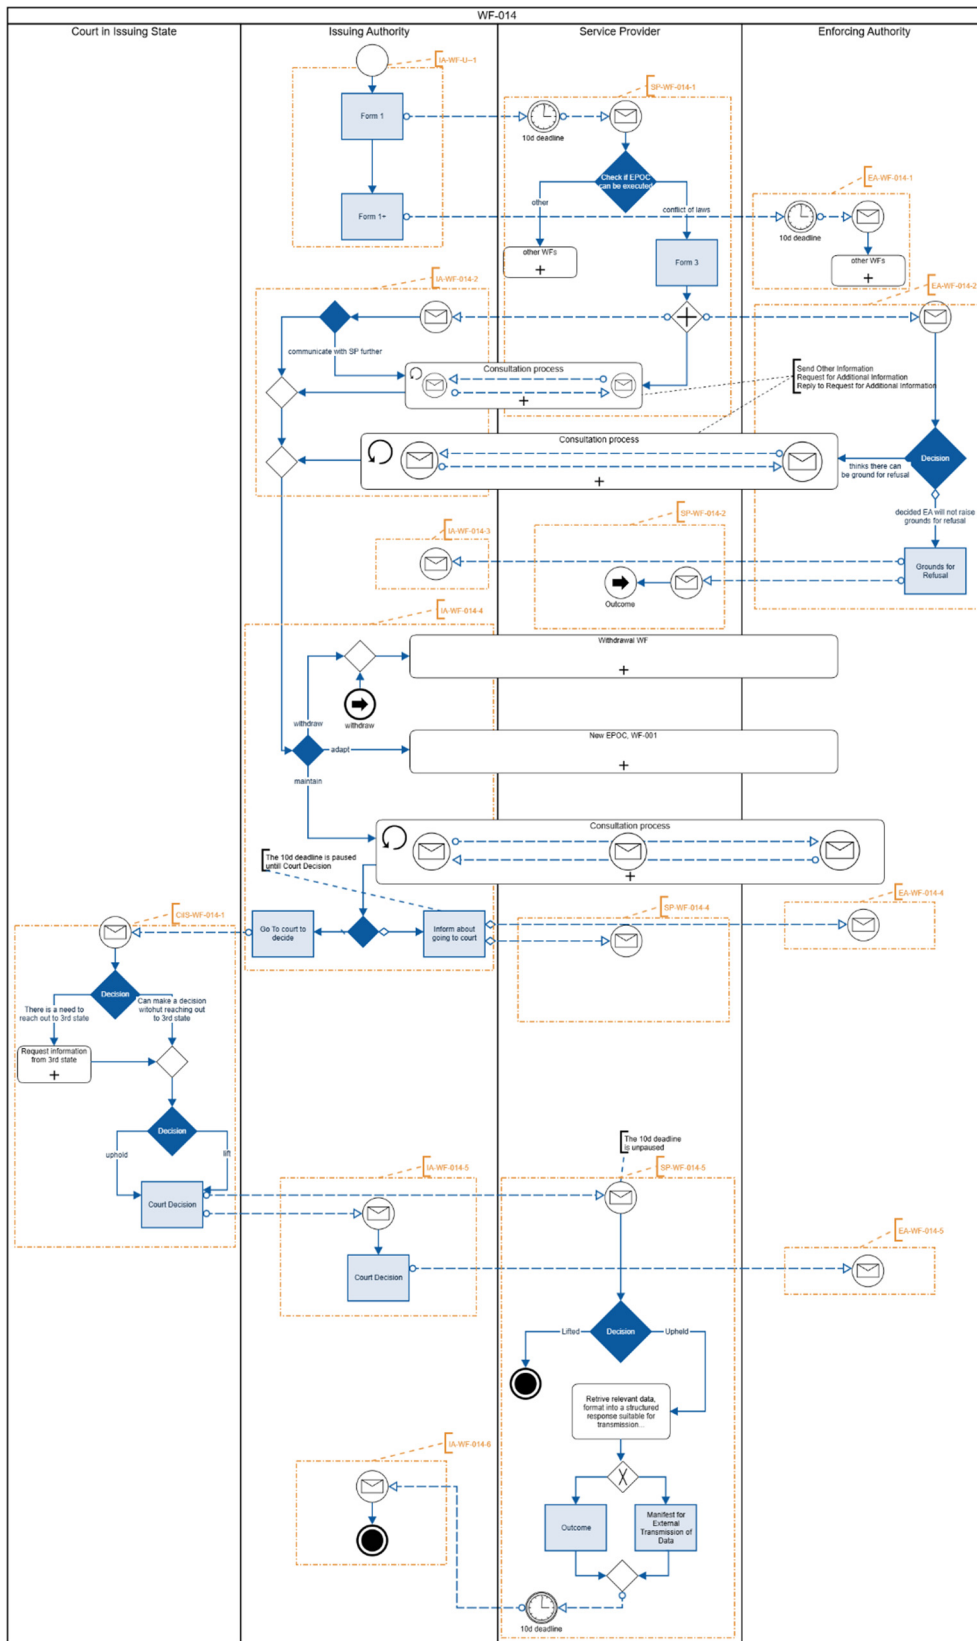 WF-014
Court in Issuing State
Issuing Authority
Service Provider
Enforcing Authority
IA-WF-U--1
Form 1
Form 1+
SP-WF-014-1
10d deadline
Check if EPOC
can be executed
other
conflict of laws
other WFs
Form 3
EA-WF-014-1
10d deadline
other WFs
IA-WF-014-2
EA-WF-014-2
communicate with SP further
Consultation process
Send Other Information
Request for Additional Information
Reply to Request for Additional Information
Consultation process
Decision
thinks there can
be ground for refusal
decided EA will not raise
grounds for refusal
SP-WF-014-2
IA-WF-014-3
Grounds for
Refusal
Outcome
IA-WF-014-4
Withdrawal WF
withdraw
withdraw
New EPOC, WF-001
adapt
maintain
Consultation process
The 10d deadline is paused
untill Court Decision
SP-WF-014-4
EA-WF-014-4
CIIS-WF-014-1
Go To court to
decide
Inform about
going to court
Decision
There is a need to
reach out to 3rd state
Can make a decision
witohut reaching out
to 3rd state
Request information
from 3rd state
Decision
uphold
lift
Court Decision
The 10d deadline
is unpaused
IA-WF-014-5
SP-WF-014-5
EA-WF-014-5
Court Decision
Lifted
Decision
Upheld
Retrive relevant data,
format into a structured
response suitable for
transmission...
IA-WF-014-6
Outcome
Manifest for
External
Transmission of
Data
10d deadline